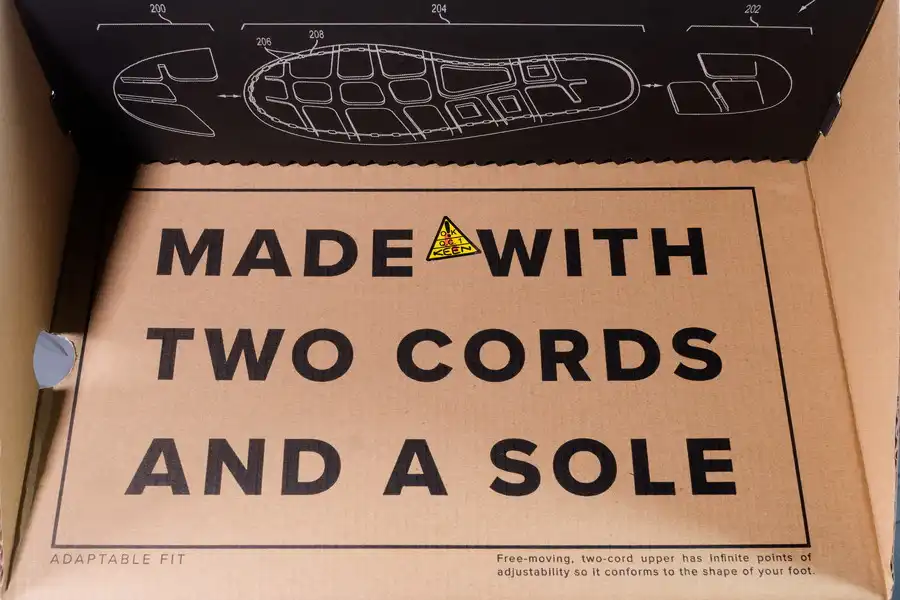 200
204
202
206
208
MADE WITH
KEEN
TWO CORDS
AND A SOLE
ADAPTABLE FIT
Free-moving, two-cord upper has infinite points of
adjustability so it conforms to the shape of your foot.